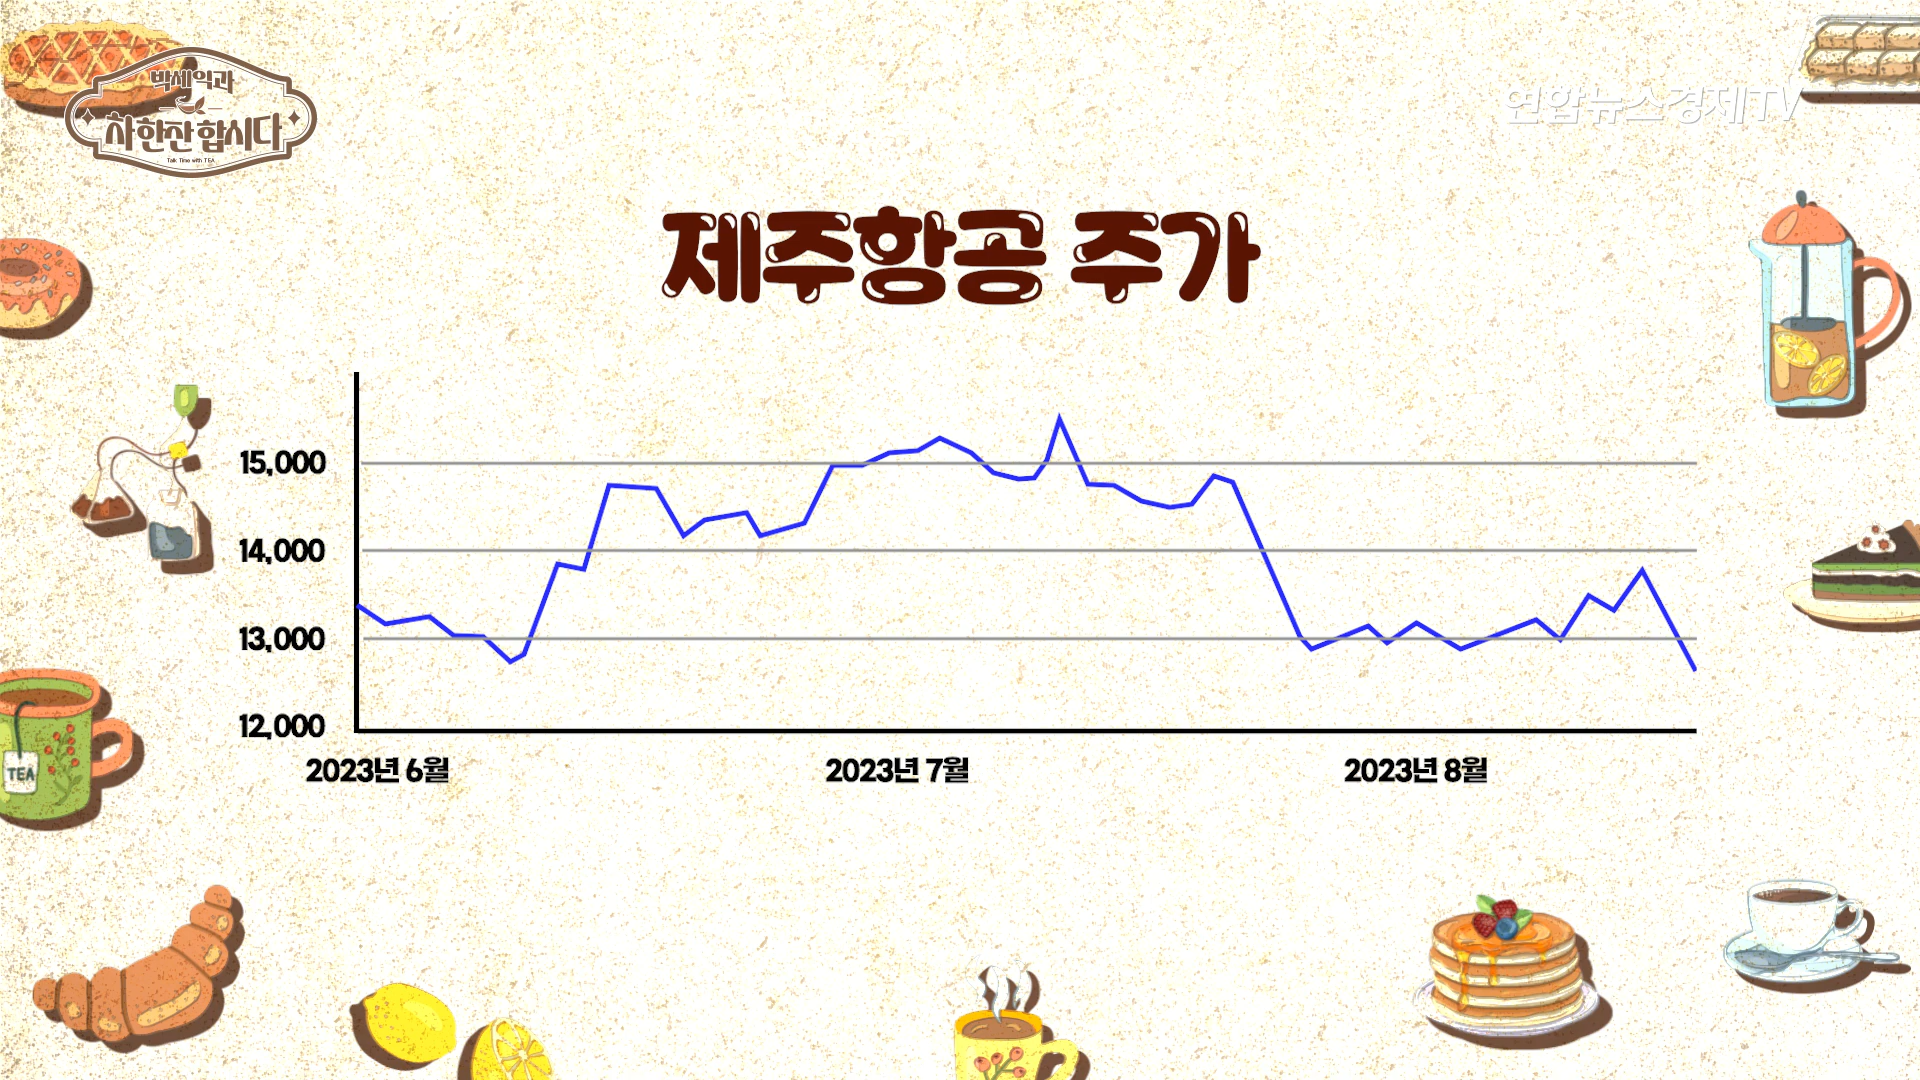 박세익과
차한잔 합시다
Talk Time with TEA
연합뉴스경제TV
제주항공 주가
15,000
14,000
13,000
12,000
2023년 6월
2023년 7월
2023년 8월
TEA